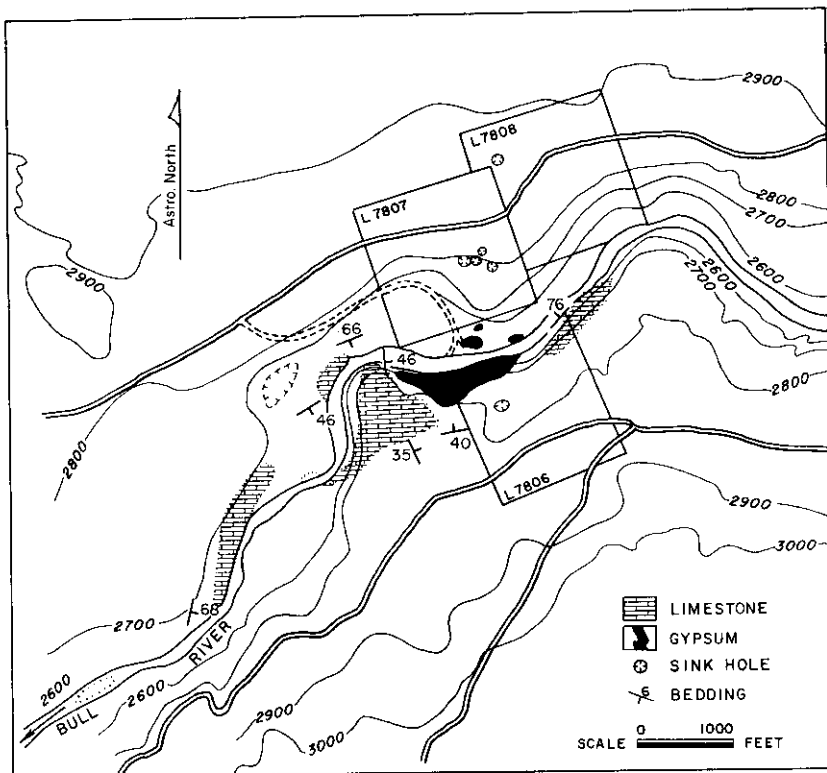 2900
L 7808
Astro. North
2800
2700
L 7807
2600
2900
2600
2700
76
66
46
2800
46
40
35
2800
L7806
2900
3000
68
2700
RIVER
2600
2600
BULL
2900
3000
LIMESTONE
GYPSUM
SINK HOLE
6 BEDDING
0 1000
SCALE FEET